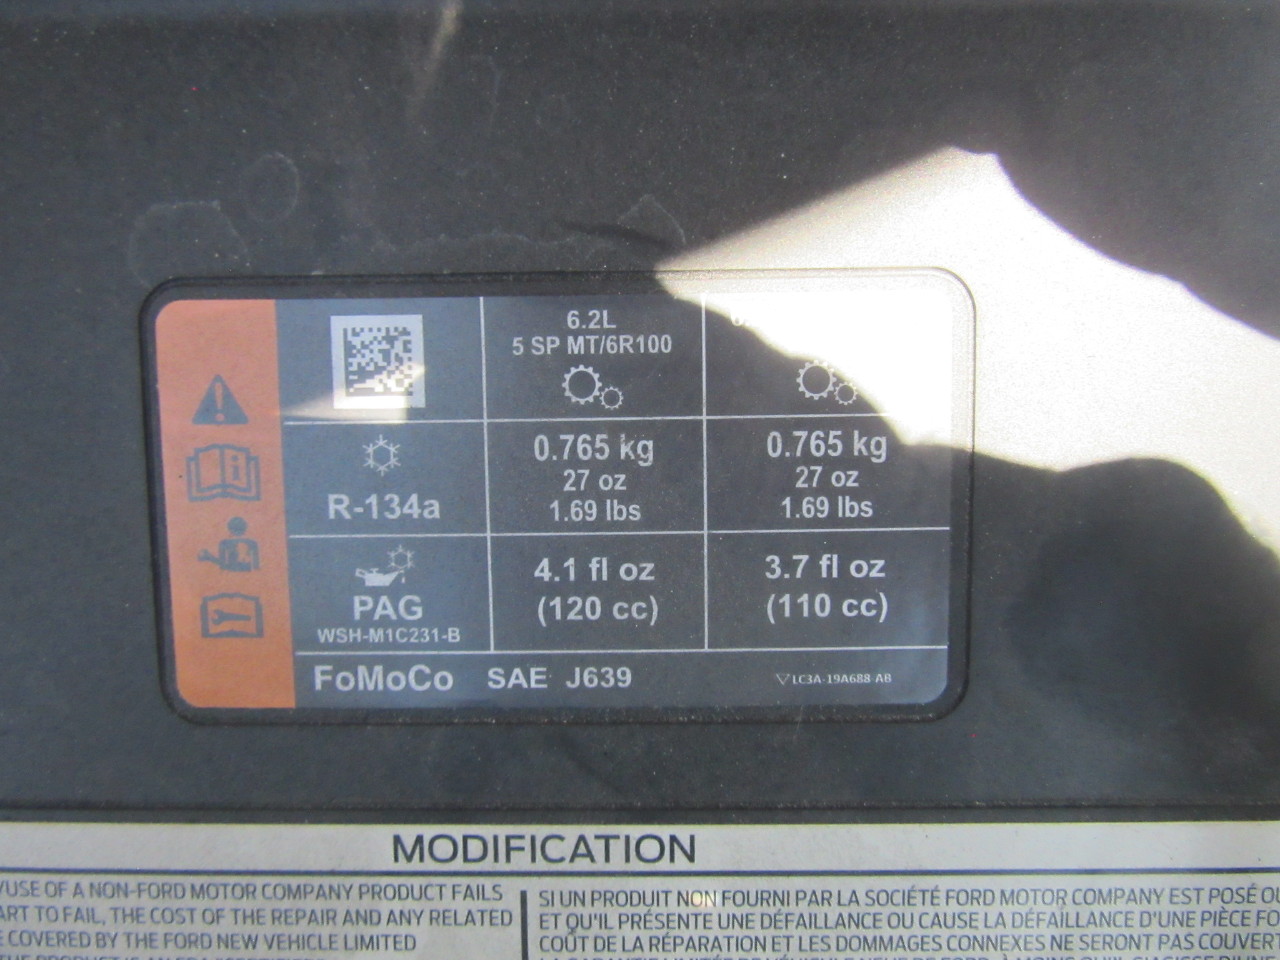 6.2L
5 SP MT/6R100
R-134a
0.765 kg
27 oz
1.69 lbs
0.765 kg
27 oz
1.69 lbs
PAG
WSH-M1C231-B
4.1 fl oz
(120 cc)
3.7 fl oz
(110 cc)
FoMoCo SAE J639
LC3A-19A688-AB
MODIFICATION
/USE OF A NON-FORD MOTOR COMPANY PRODUCT FAILS
ART TO FAIL, THE COST OF THE REPAIR AND ANY RELATED
E COVERED BY THE FORD NEW VEHICLE LIMITED
SI UN PRODUIT NON FOURNI PAR LA SOCIÉTÉ FORD MOTOR COMPANY EST POSÉ OU
ET QU'IL PRÉSENTE UNE DÉFAILLANCE OU CAUSE LA DÉFAILLANCE D'UNE PIÈCE FO
COÛT DE LA RÉPARATION ET LES DOMMAGES CONNEXES NE SERONT PAS COUVERT